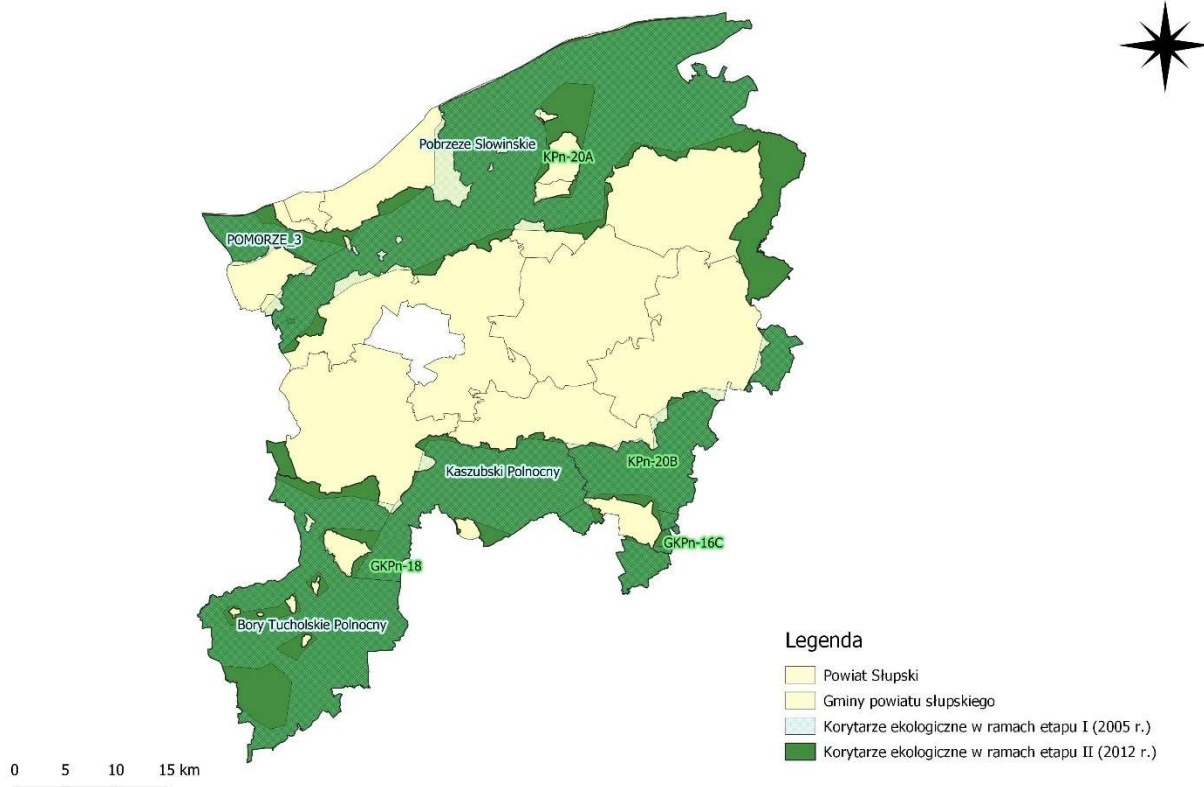 Pobrzeze Slowinskie
KPn-20A
POMORZE_3
Kaszubski Polnocny
KPn-20B
GKPn-16C
GKPn-18
Bory Tucholskie Polnocny
Legenda
Powiat Słupski
Gminy powiatu słupskiego
Korytarze ekologiczne w ramach etapu I (2005 r.)
Korytarze ekologiczne w ramach etapu II (2012 r.)
0 5 10 15 km